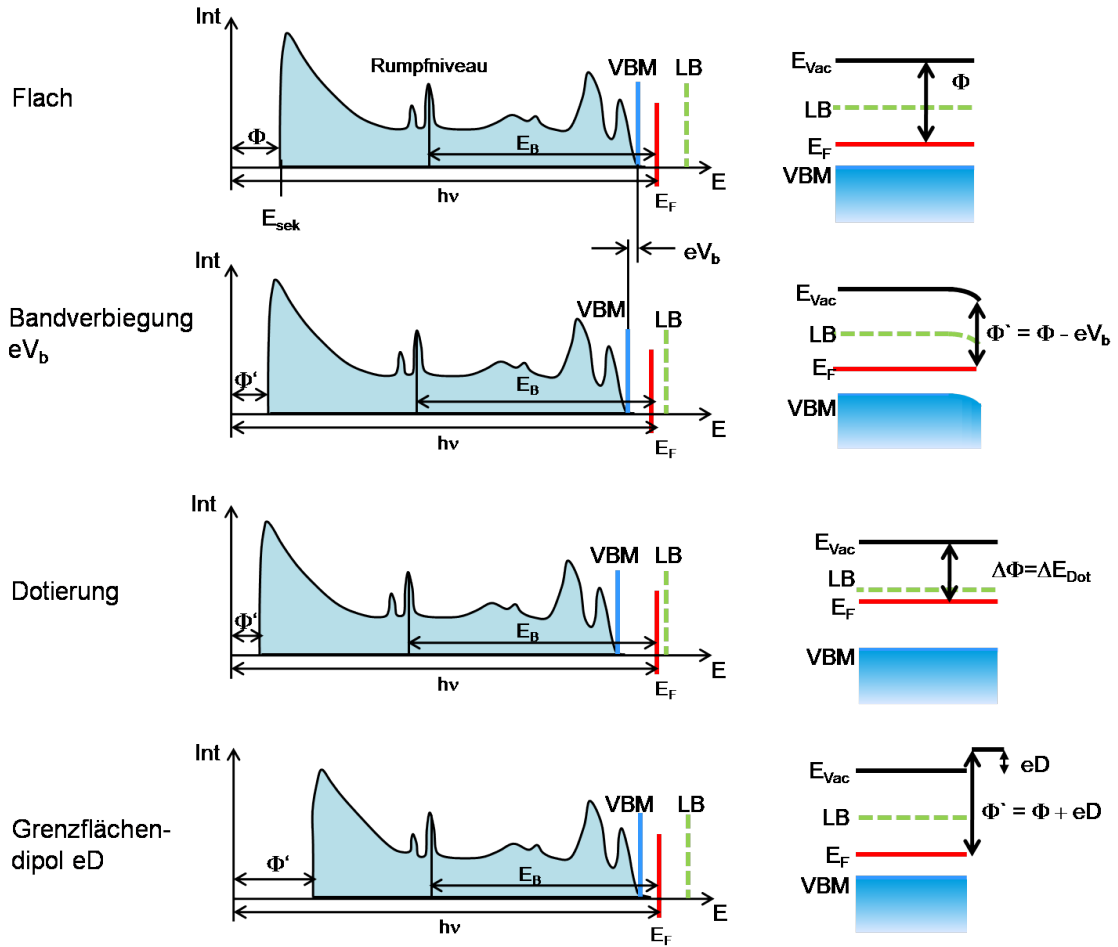 Flach
Int
Rumpfniveau
VBM
LB
Φ
E_B
hν
E
E_F
E_sek
E_Vac
Φ
LB
E_F
VBM
eV_b
Bandverbiegung
eV_b
Int
VBM
LB
Φ‘
E_B
hν
E
E_F
E_Vac
LB
Φ` = Φ - eV_b
E_F
VBM
Dotierung
Int
VBM
LB
Φ‘
E_B
hν
E
E_F
E_Vac
LB
ΔΦ=ΔE_Dot
E_F
VBM
Grenzflächen-
dipol eD
Int
VBM
LB
Φ‘
E_B
hν
E
E_F
E_Vac
eD
LB
Φ` = Φ + eD
E_F
VBM